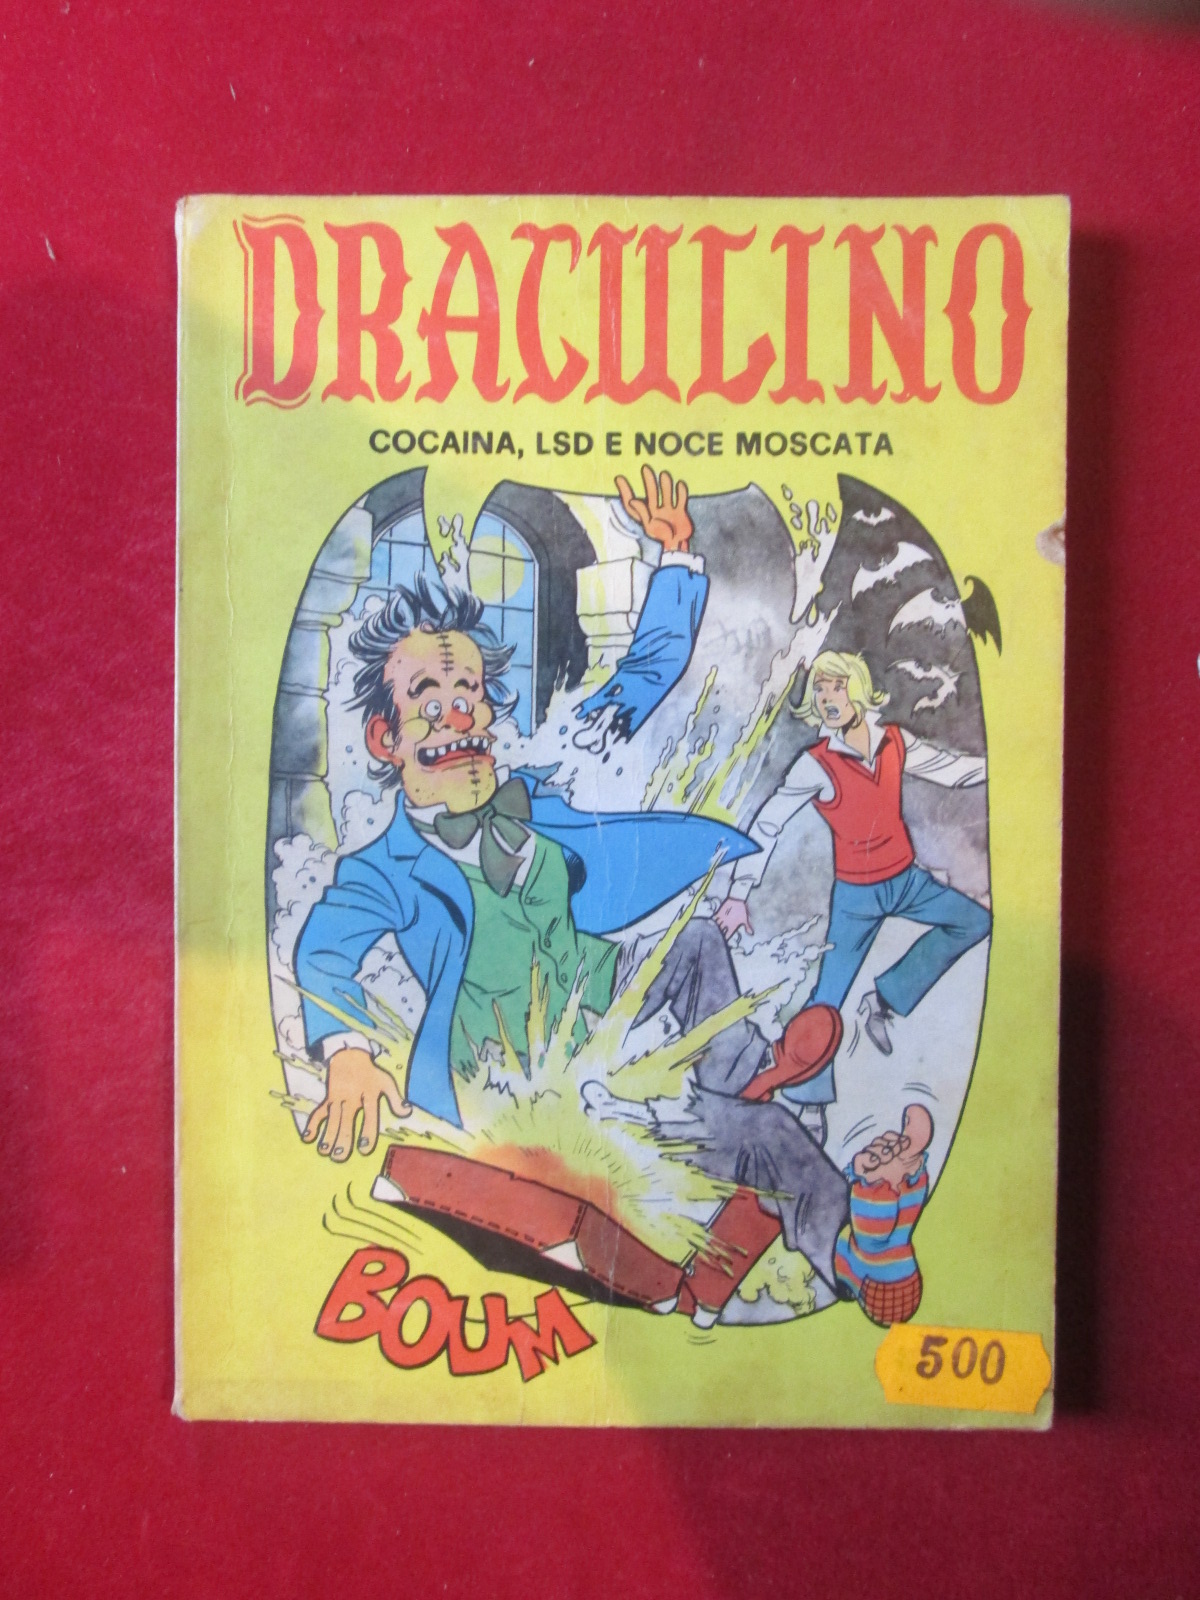 DRACULINO
COCAINA, LSD E NOCE MOSCATA
BOUM
500